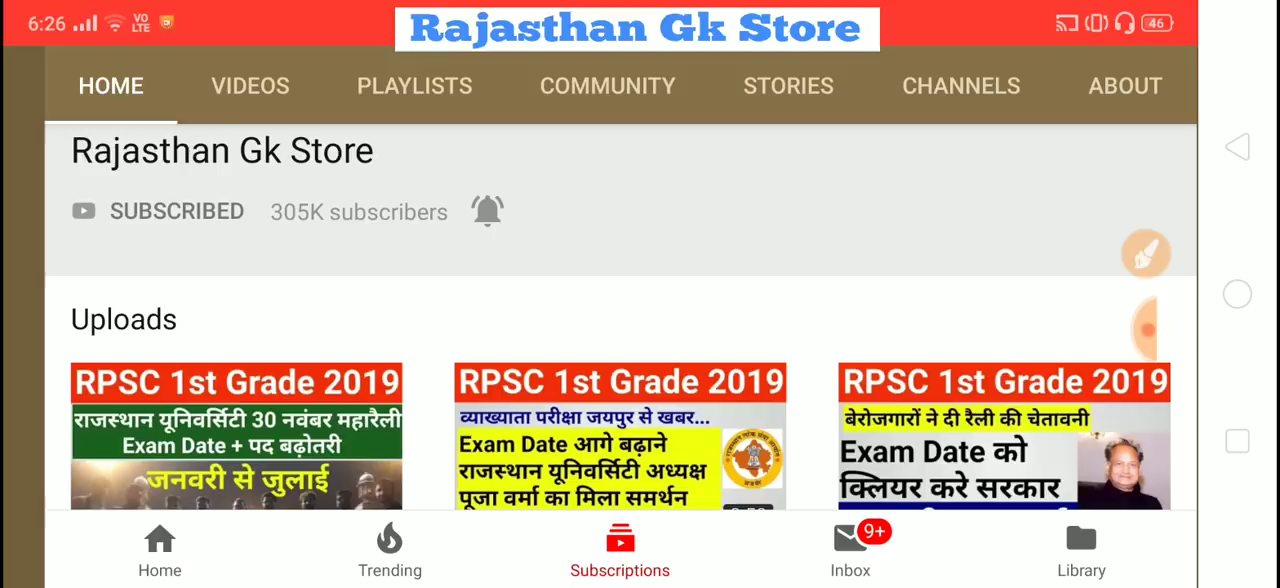 6:26 VO LTE
Rajasthan Gk Store
46
HOME VIDEOS PLAYLISTS COMMUNITY STORIES CHANNELS ABOUT
Rajasthan Gk Store
SUBSCRIBED 305K subscribers
Uploads
RPSC 1st Grade 2019
राजस्थान यूनिवर्सिटी 30 नवंबर महारैली
Exam Date + पद बढ़ोतरी
जनवरी से जुलाई
RPSC 1st Grade 2019
व्याख्याता परीक्षा जयपुर से खबर...
Exam Date आगे बढ़ाने
राजस्थान यूनिवर्सिटी अध्यक्ष
पूजा वर्मा का मिला समर्थन
RPSC 1st Grade 2019
बेरोजगारों ने दी रैली की चेतावनी
Exam Date को
क्लियर करे सरकार
9+
Home Trending Subscriptions Inbox Library